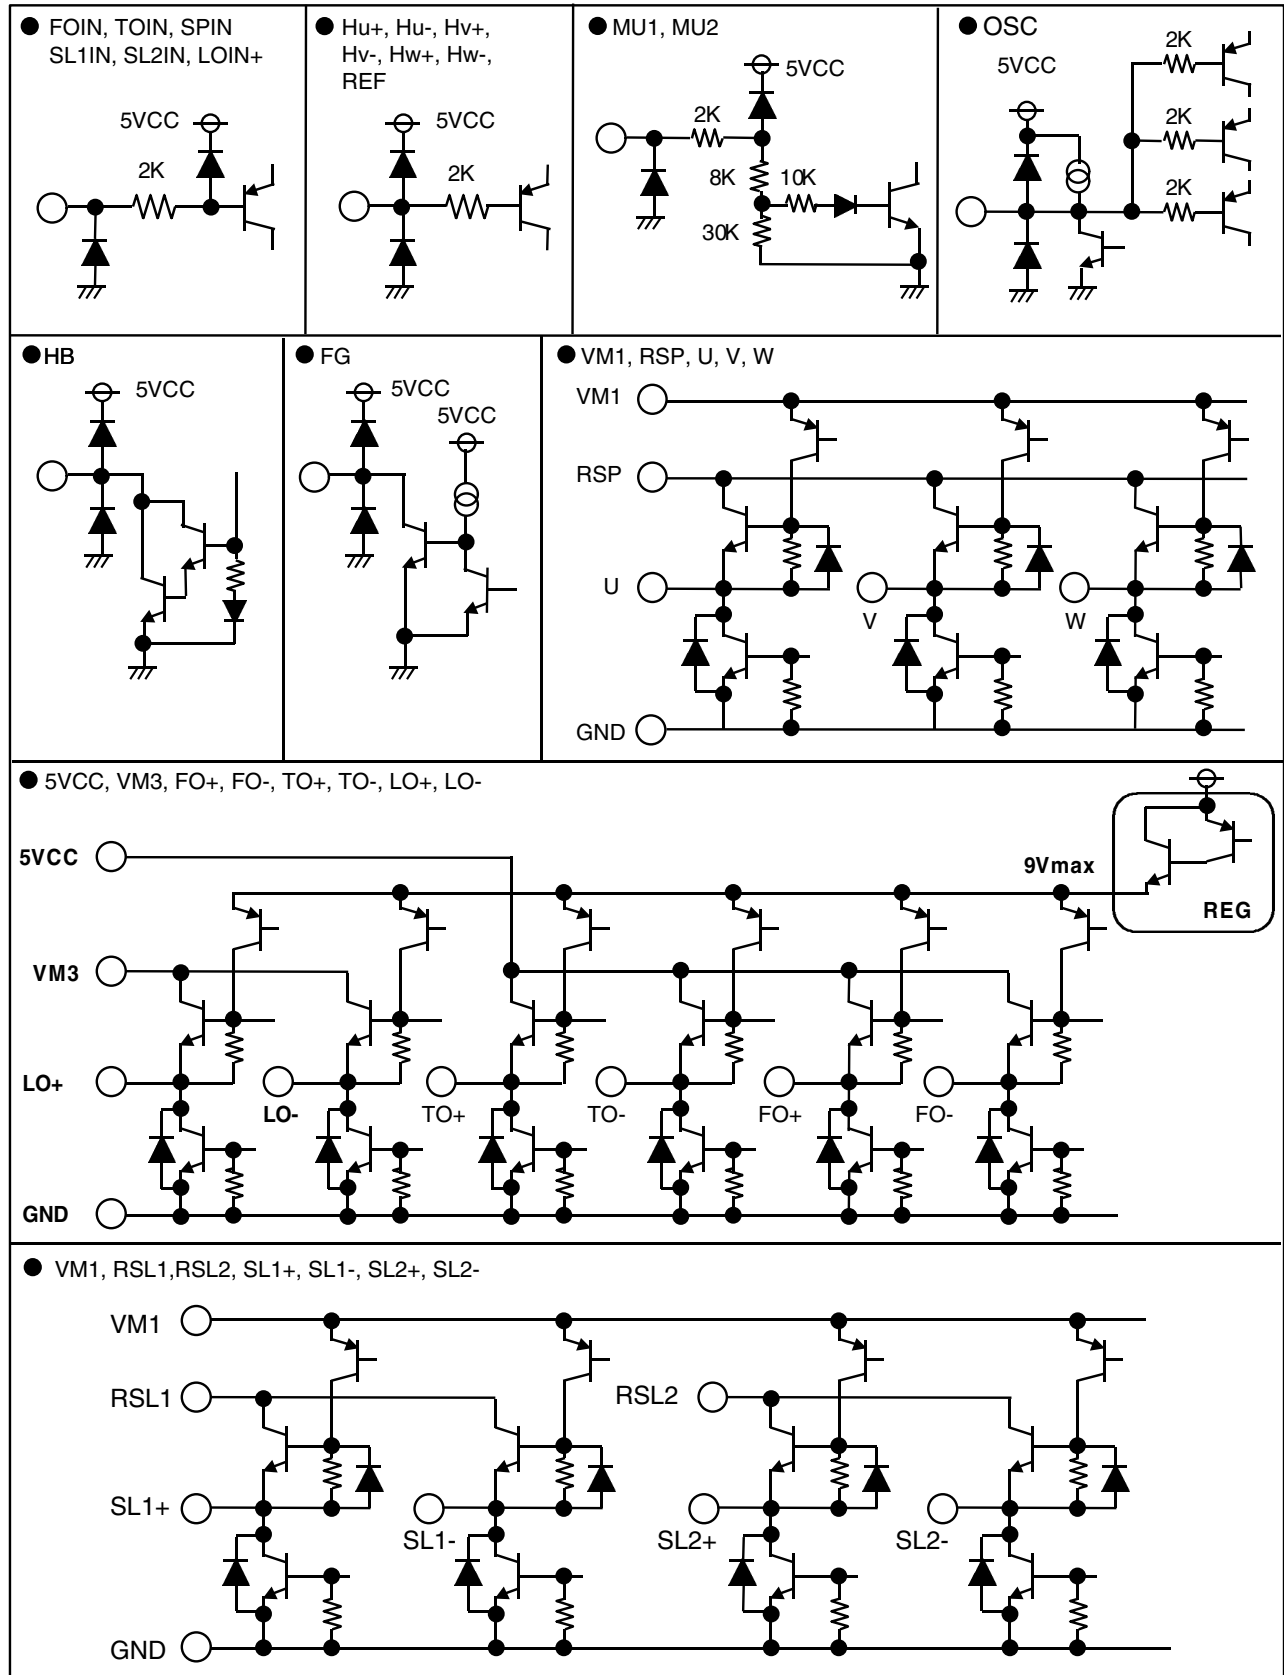 ● FOIN, TOIN, SPIN
SL1IN, SL2IN, LOIN+
5VCC
2K
● Hu+, Hu-, Hv+,
Hv-, Hw+, Hw-,
REF
5VCC
2K
● MU1, MU2
5VCC
2K
8K
10K
30K
● OSC
5VCC
2K
2K
2K
● HB
5VCC
● FG
5VCC
5VCC
● VM1, RSP, U, V, W
VM1
RSP
U
V
W
GND
● 5VCC, VM3, FO+, FO-, TO+, TO-, LO+, LO-
5VCC
9Vmax
REG
VM3
LO+
LO-
TO+
TO-
FO+
FO-
GND
● VM1, RSL1,RSL2, SL1+, SL1-, SL2+, SL2-
VM1
RSL1
RSL2
SL1+
SL1-
SL2+
SL2-
GND